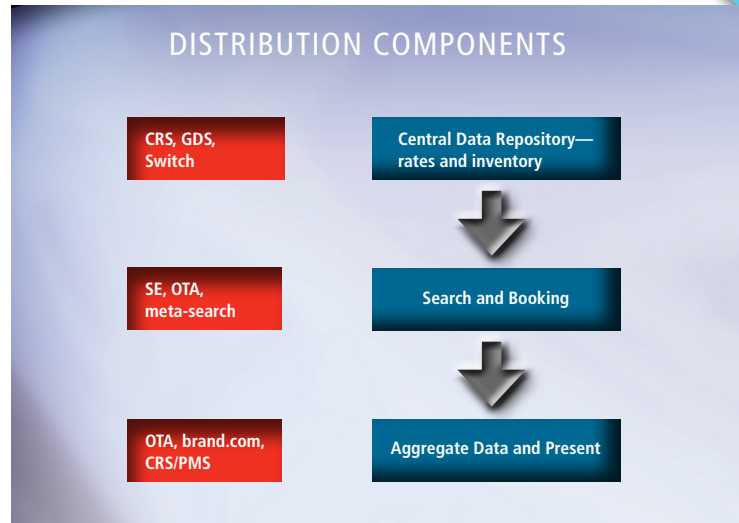 DISTRIBUTION COMPONENTS
CRS, GDS,
Switch
Central Data Repository—
rates and inventory
SE, OTA,
meta-search
Search and Booking
OTA, brand.com,
CRS/PMS
Aggregate Data and Present